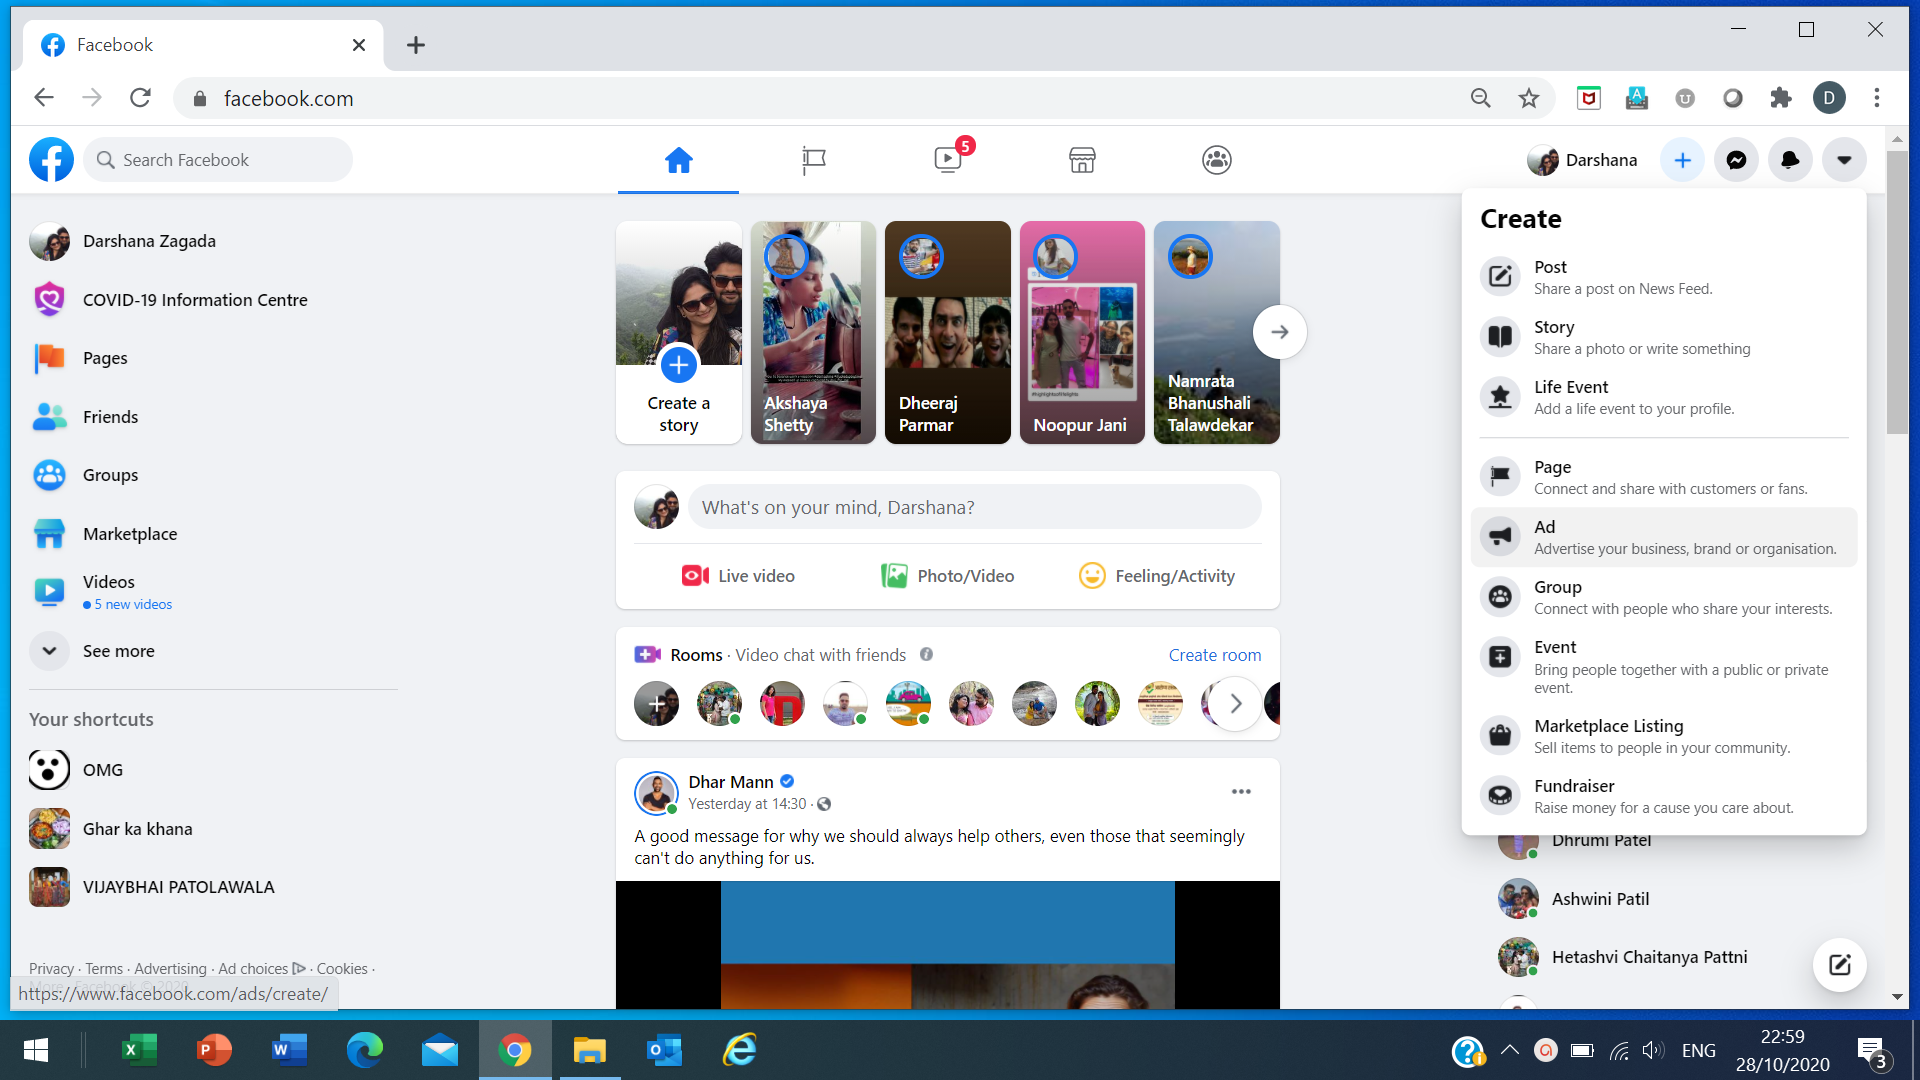 Facebook
facebook.com
D
Search Facebook
5
Darshana
Darshana Zagada
COVID-19 Information Centre
Pages
Friends
Groups
Marketplace
Videos
5 new videos
See more
Your shortcuts
OMG
Ghar ka khana
VIJAYBHAI PATOLAWALA
Privacy · Terms · Advertising · Ad choices · Cookies ·
More · Facebook © 2020
https://www.facebook.com/ads/create/
Create a
story
Akshaya
Shetty
Dheeraj
Parmar
Noopur Jani
Namrata
Bhanushali
Talawdekar
What's on your mind, Darshana?
Live video
Photo/Video
Feeling/Activity
Rooms · Video chat with friends
Create room
Dhar Mann
Yesterday at 14:30 ·
A good message for why we should always help others, even those that seemingly
can't do anything for us.
Create
Post
Share a post on News Feed.
Story
Share a photo or write something
Life Event
Add a life event to your profile.
Page
Connect and share with customers or fans.
Ad
Advertise your business, brand or organisation.
Group
Connect with people who share your interests.
Event
Bring people together with a public or private
event.
Marketplace Listing
Sell items to people in your community.
Fundraiser
Raise money for a cause you care about.
Dhrumi Patel
Ashwini Patil
Hetashvi Chaitanya Pattni
ENG
22:59
28/10/2020
3